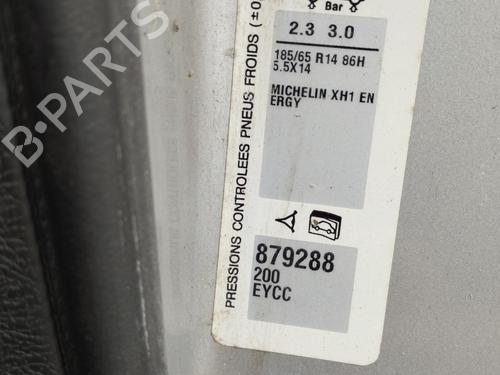 Bar
2.3 3.0
185/65 R14 86H
5.5X14
MICHELIN XH1 EN
ERGY
PRESSIONS CONTROLEES PNEUS FROIDS (±0,
879288
200
EYCC
B-PARTS